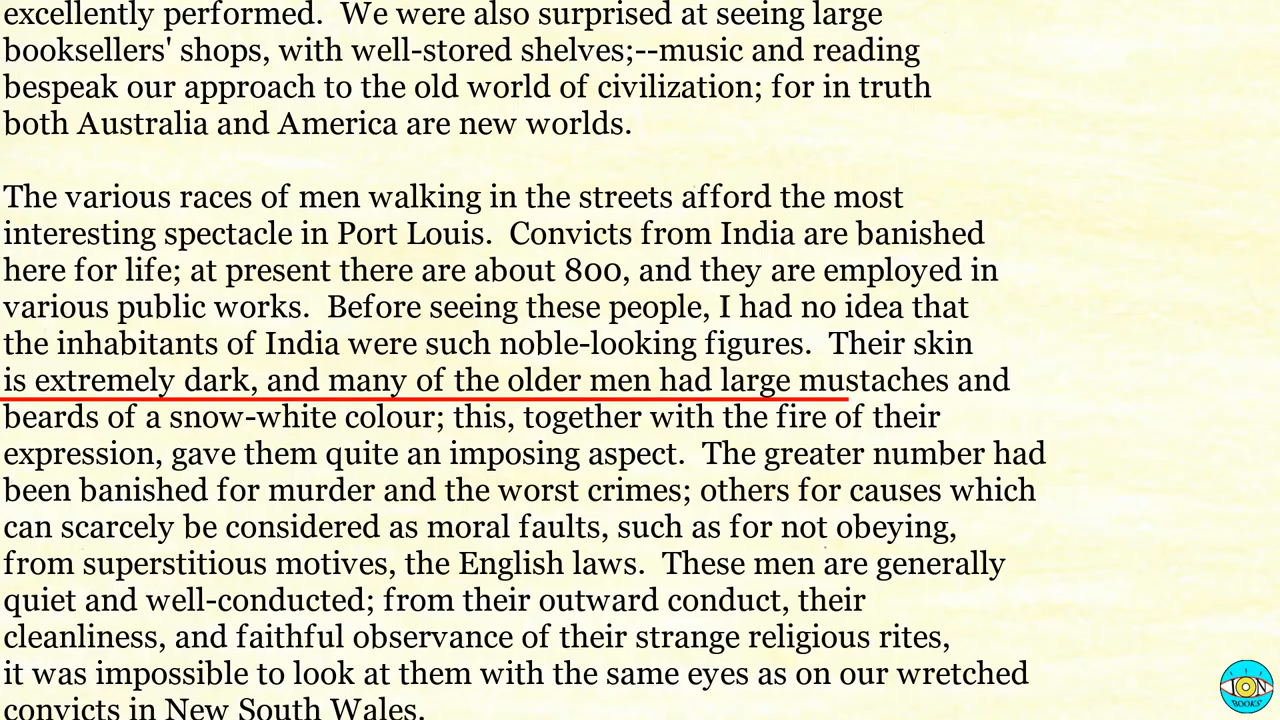 excellently performed.  We were also surprised at seeing large
booksellers' shops, with well-stored shelves;--music and reading
bespeak our approach to the old world of civilization; for in truth
both Australia and America are new worlds.

The various races of men walking in the streets afford the most
interesting spectacle in Port Louis.  Convicts from India are banished
here for life; at present there are about 800, and they are employed in
various public works.  Before seeing these people, I had no idea that
the inhabitants of India were such noble-looking figures.  Their skin
is extremely dark, and many of the older men had large mustaches and
beards of a snow-white colour; this, together with the fire of their
expression, gave them quite an imposing aspect.  The greater number had
been banished for murder and the worst crimes; others for causes which
can scarcely be considered as moral faults, such as for not obeying,
from superstitious motives, the English laws.  These men are generally
quiet and well-conducted; from their outward conduct, their
cleanliness, and faithful observance of their strange religious rites,
it was impossible to look at them with the same eyes as on our wretched
convicts in New South Wales.
ION
BOOKS